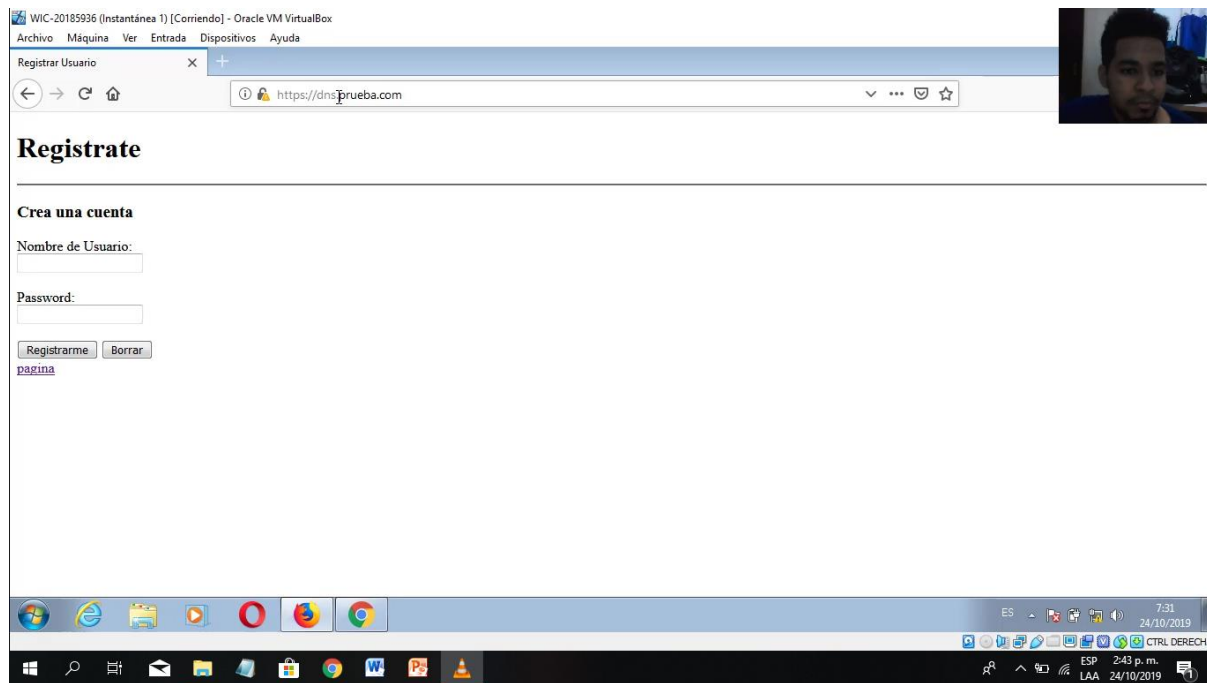 WIC-20185936 (Instantánea 1) [Corriendo] - Oracle VM VirtualBox
Archivo Máquina Ver Entrada Dispositivos Ayuda
Registrar Usuario
https://dns.prueba.com
Registrate
Crea una cuenta
Nombre de Usuario:
Password:
Registrarme Borrar
pagina
ES 7:31
24/10/2019
CTRL DERECH
ESP 2:43 p. m.
LAA 24/10/2019